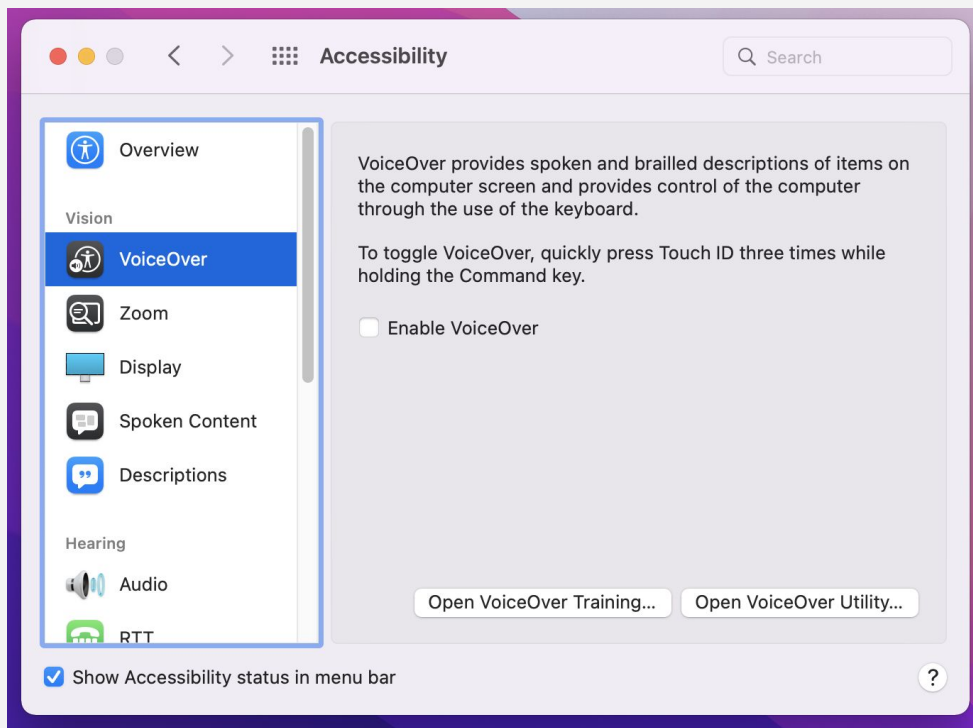 Accessibility
Search
Overview
Vision
VoiceOver
Zoom
Display
Spoken Content
Descriptions
Hearing
Audio
RTT
VoiceOver provides spoken and brailled descriptions of items on
the computer screen and provides control of the computer
through the use of the keyboard.
To toggle VoiceOver, quickly press Touch ID three times while
holding the Command key.
Enable VoiceOver
Open VoiceOver Training...
Open VoiceOver Utility...
Show Accessibility status in menu bar
?